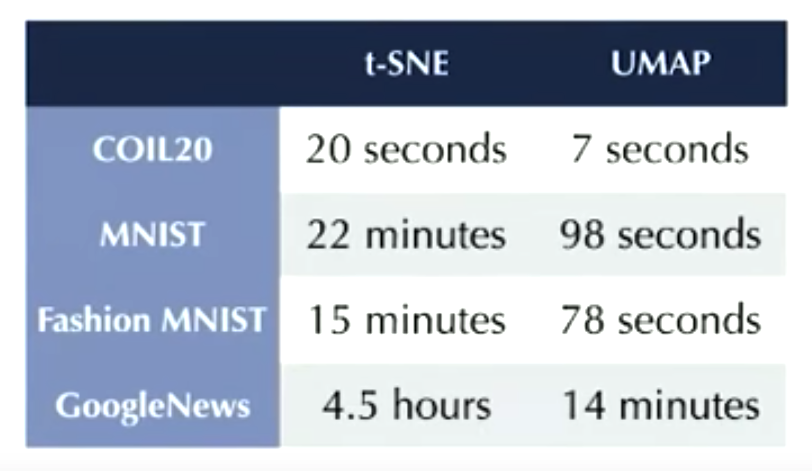 t-SNE UMAP
COIL20 20 seconds 7 seconds
MNIST 22 minutes 98 seconds
Fashion MNIST 15 minutes 78 seconds
GoogleNews 4.5 hours 14 minutes